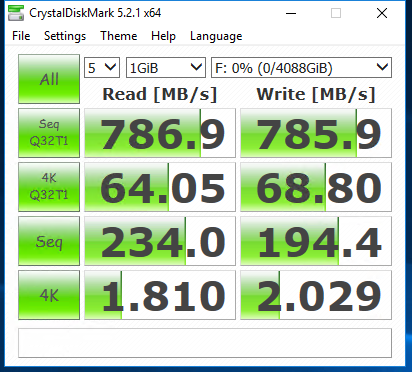 CrystalDiskMark 5.2.1 x64
File Settings Theme Help Language
All 5 1GiB F: 0% (0/4088GiB)
Read [MB/s] Write [MB/s]
Seq Q32T1 786.9 785.9
4K Q32T1 64.05 68.80
Seq 234.0 194.4
4K 1.810 2.029